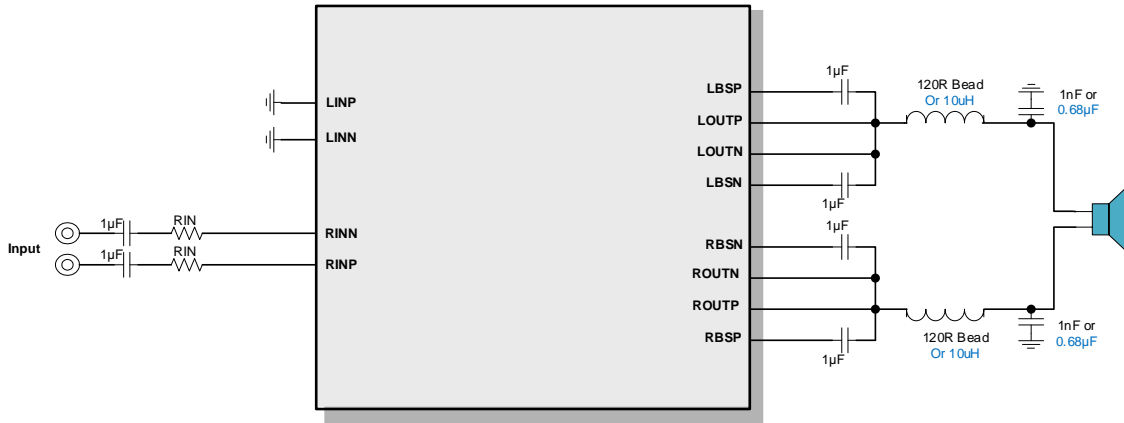 LINP
LINN
Input
1µF
RIN
1µF
RIN
RINN
RINP
LBSP
LOUTP
LOUTN
LBSN
RBSN
ROUTN
ROUTP
RBSP
1µF
1µF
1µF
1µF
120R Bead
Or 10uH
1nF or
0.68µF
120R Bead
Or 10uH
1nF or
0.68µF